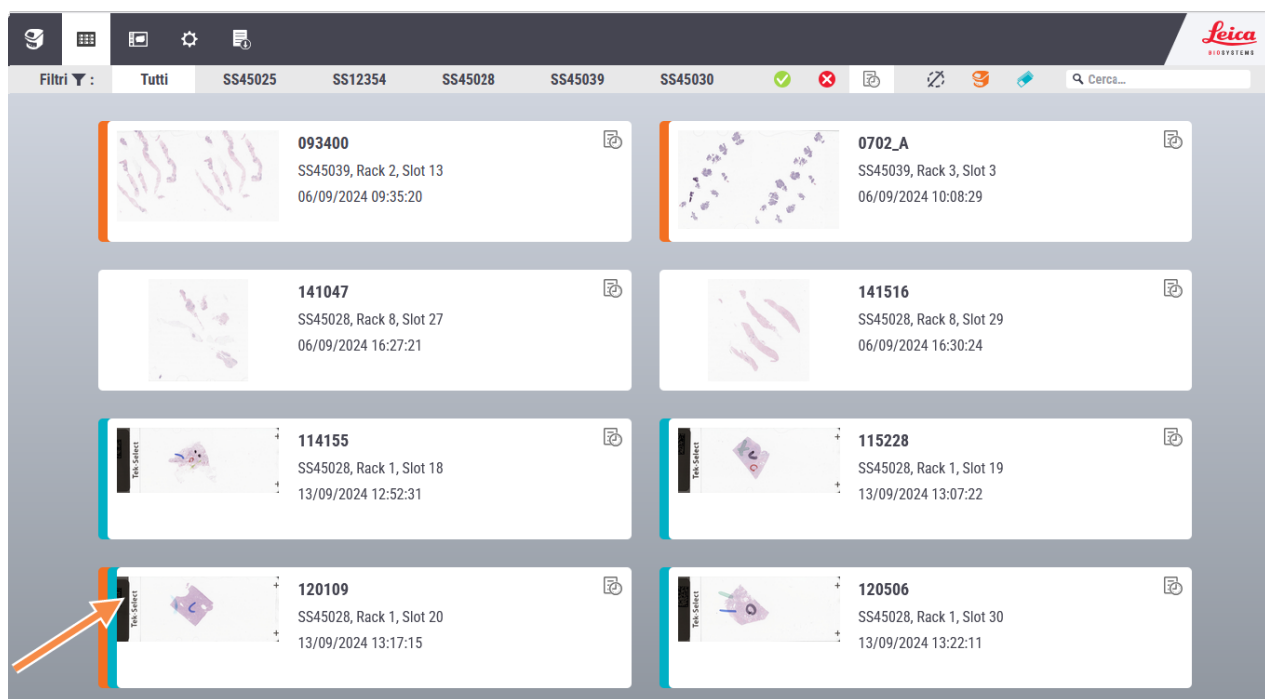 Leica
BIOSYSTEMS
Filtri :
Tutti
SS45025
SS12354
SS45028
SS45039
SS45030
Cerca...
093400
SS45039, Rack 2, Slot 13
06/09/2024 09:35:20
0702_A
SS45039, Rack 3, Slot 3
06/09/2024 10:08:29
141047
SS45028, Rack 8, Slot 27
06/09/2024 16:27:21
141516
SS45028, Rack 8, Slot 29
06/09/2024 16:30:24
Tek-Select
114155
SS45028, Rack 1, Slot 18
13/09/2024 12:52:31
Tek-Select
115228
SS45028, Rack 1, Slot 19
13/09/2024 13:07:22
Tek-Select
120109
SS45028, Rack 1, Slot 20
13/09/2024 13:17:15
Tek-Select
120506
SS45028, Rack 1, Slot 30
13/09/2024 13:22:11